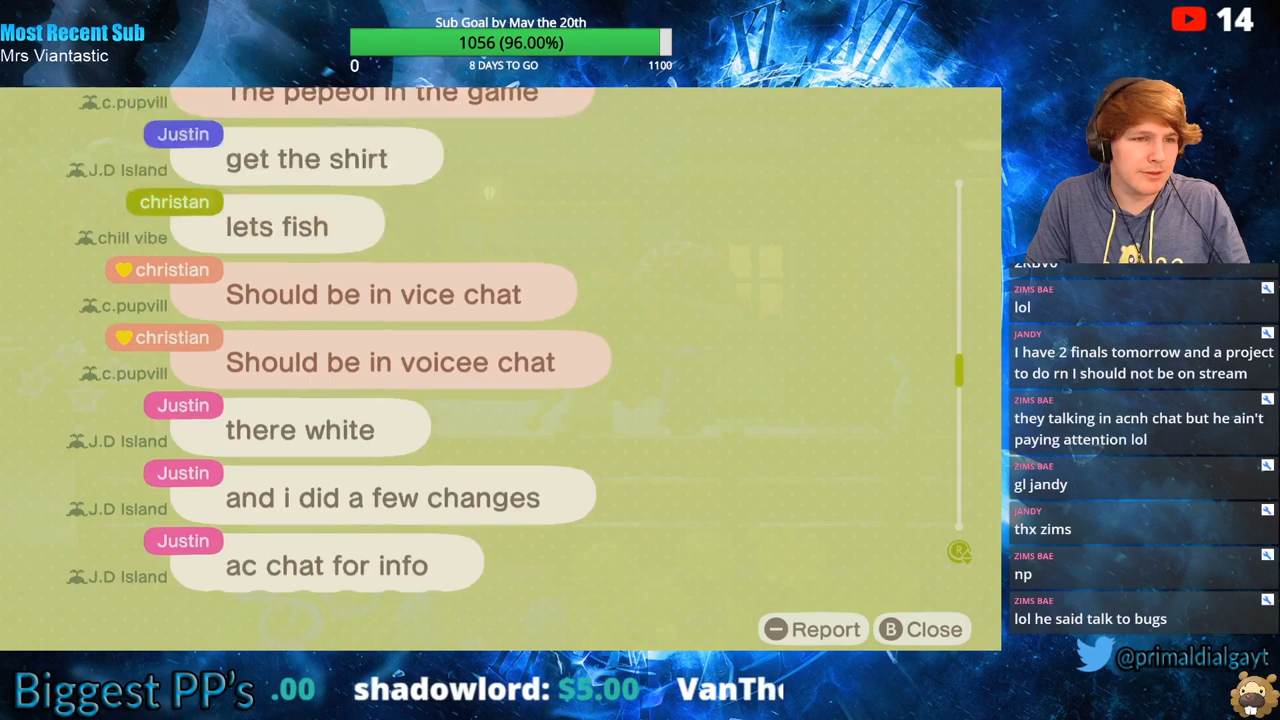 Most Recent Sub
Mrs Viantastic
Sub Goal by May the 20th
1056 (96.00%)
0
8 DAYS TO GO
1100
14
The pepeol in the game
c.pupvill
Justin
get the shirt
J.D Island
christan
lets fish
chill vibe
christian
Should be in vice chat
c.pupvill
christian
Should be in voicee chat
c.pupvill
Justin
there white
J.D Island
Justin
and i did a few changes
J.D Island
Justin
ac chat for info
J.D Island
R
− Report
B Close
ZIMS BAE
lol
JANDY
I have 2 finals tomorrow and a project
to do rn I should not be on stream
ZIMS BAE
they talking in acnh chat but he ain't
paying attention lol
ZIMS BAE
gl jandy
JANDY
thx zims
ZIMS BAE
np
ZIMS BAE
lol he said talk to bugs
@primaldialgayt
Biggest PP's .00 shadowlord: $5.00